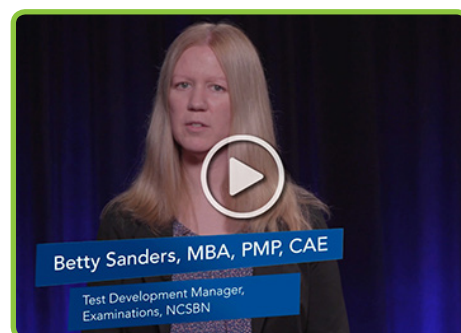 Betty Sanders, MBA, PMP, CAE
Test Development Manager,
Examinations, NCSBN